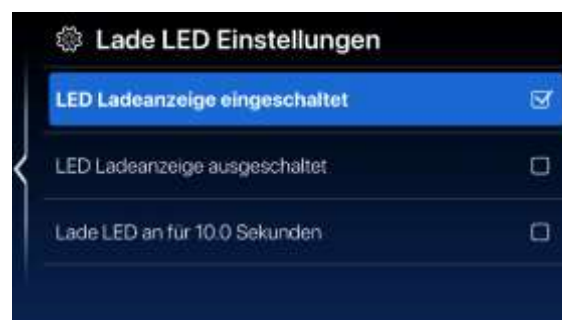 Lade LED Einstellungen
LED Ladeanzeige eingeschaltet
LED Ladeanzeige ausgeschaltet
Lade LED an für 10.0 Sekunden